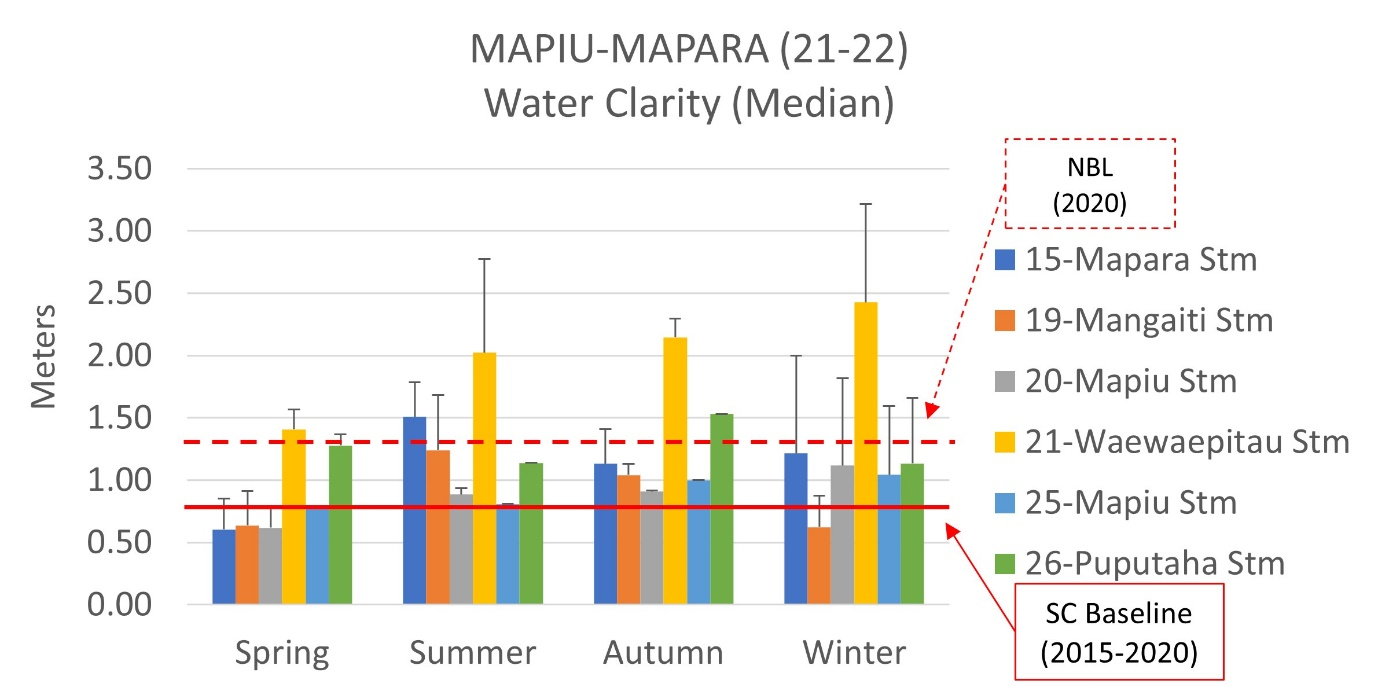 MAPIU-MAPARA (21-22)
Water Clarity (Median)
NBL
(2020)
3.50
3.00
2.50
2.00
1.50
1.00
0.50
0.00
Meters
Spring
Summer
Autumn
Winter
15-Mapara Stm
19-Mangaiti Stm
20-Mapiu Stm
21-Waewaepitau Stm
25-Mapiu Stm
26-Puputaha Stm
SC Baseline
(2015-2020)